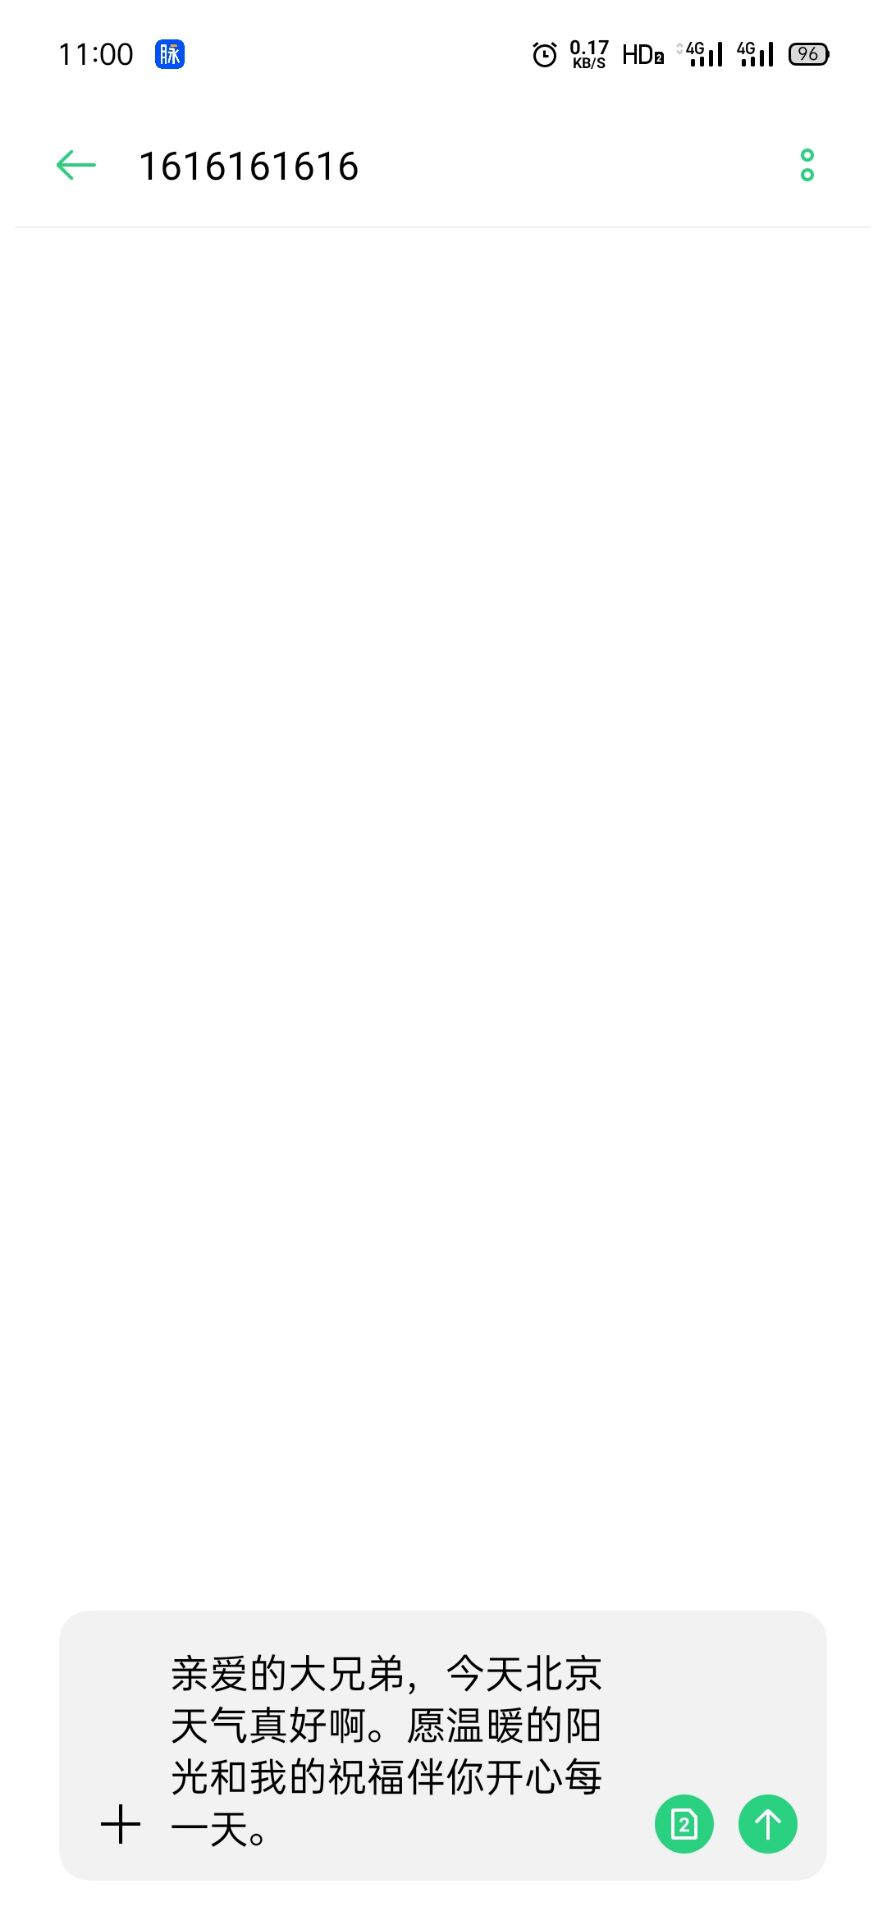 11:00 脉 0.17 KB/S HD2 4G 4G 96
1616161616
亲爱的大兄弟，今天北京
天气真好啊。愿温暖的阳
光和我的祝福伴你开心每
一天。
2